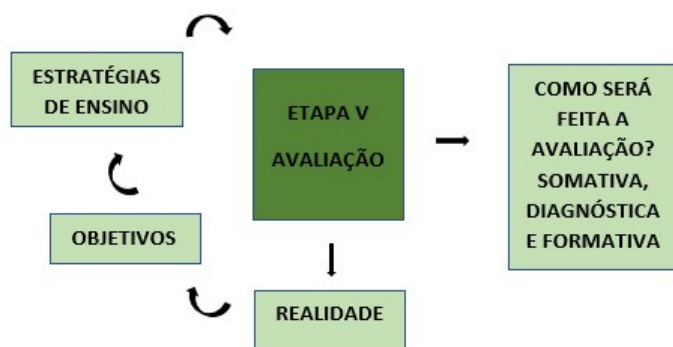 ESTRATÉGIAS
DE ENSINO
ETAPA V
AVALIAÇÃO
COMO SERÁ
FEITA A
AVALIAÇÃO?
SOMATIVA,
DIAGNÓSTICA
E FORMATIVA
OBJETIVOS
REALIDADE